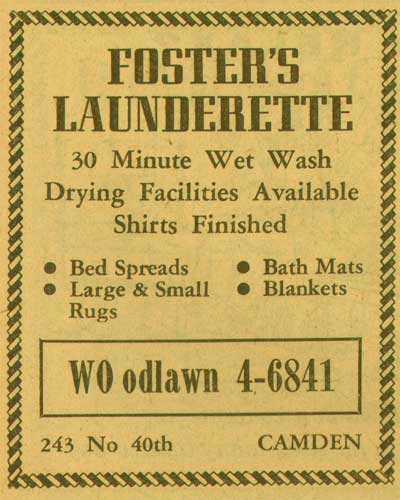 FOSTER'S
LAUNDERETTE
30 Minute Wet Wash
Drying Facilities Available
Shirts Finished
● Bed Spreads
● Large & Small
Rugs
● Bath Mats
● Blankets
WO odlawn 4-6841
243 No 40th CAMDEN